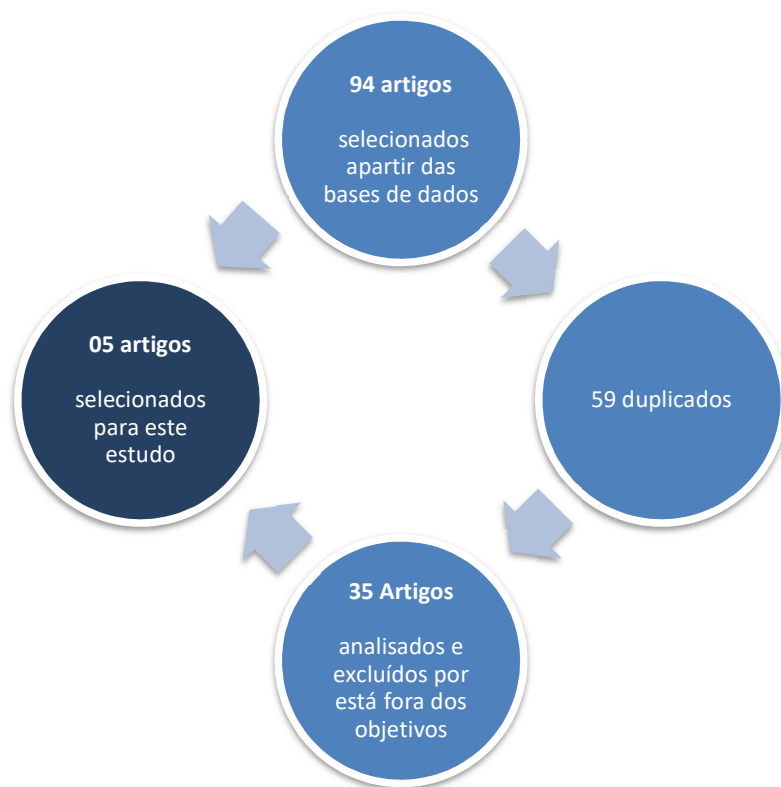 94 artigos
selecionados
apartir das
bases de dados
59 duplicados
35 Artigos
analisados e
excluídos por
está fora dos
objetivos
05 artigos
selecionados
para este
estudo